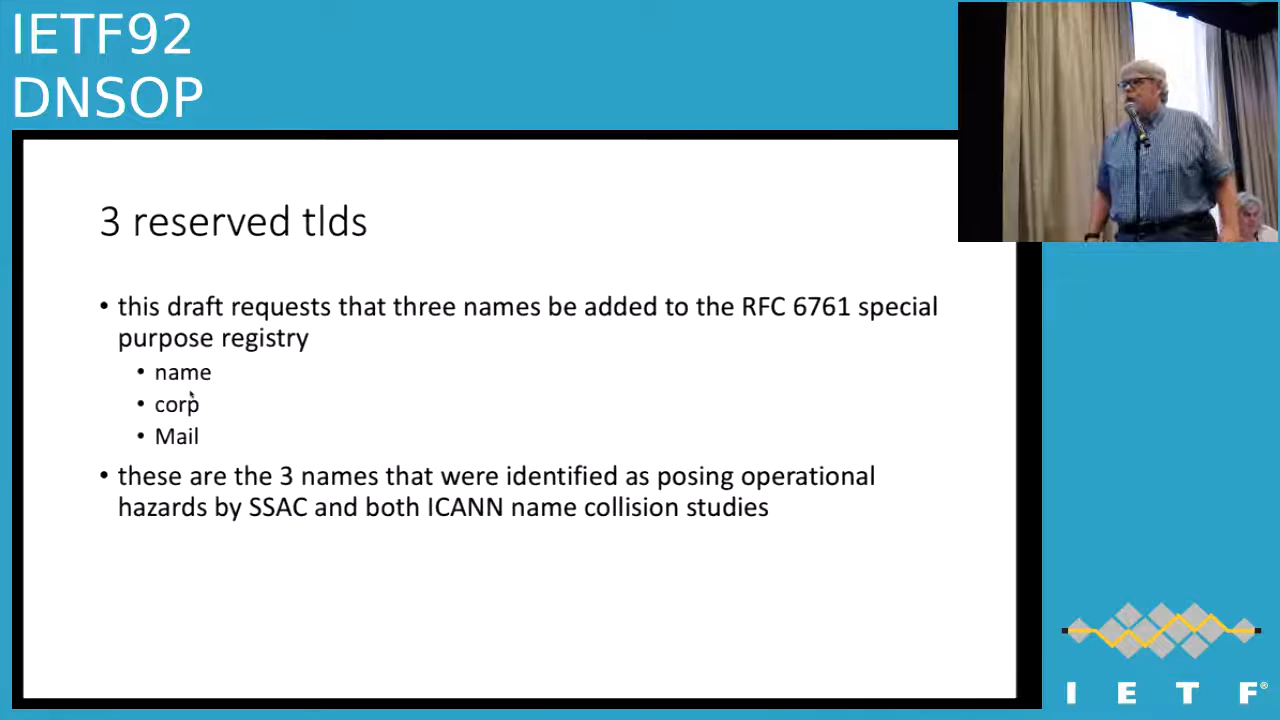 IETF92
DNSOP
3 reserved tlds
• this draft requests that three names be added to the RFC 6761 special
purpose registry
• name
• corp
• Mail
• these are the 3 names that were identified as posing operational
hazards by SSAC and both ICANN name collision studies
I E T F®